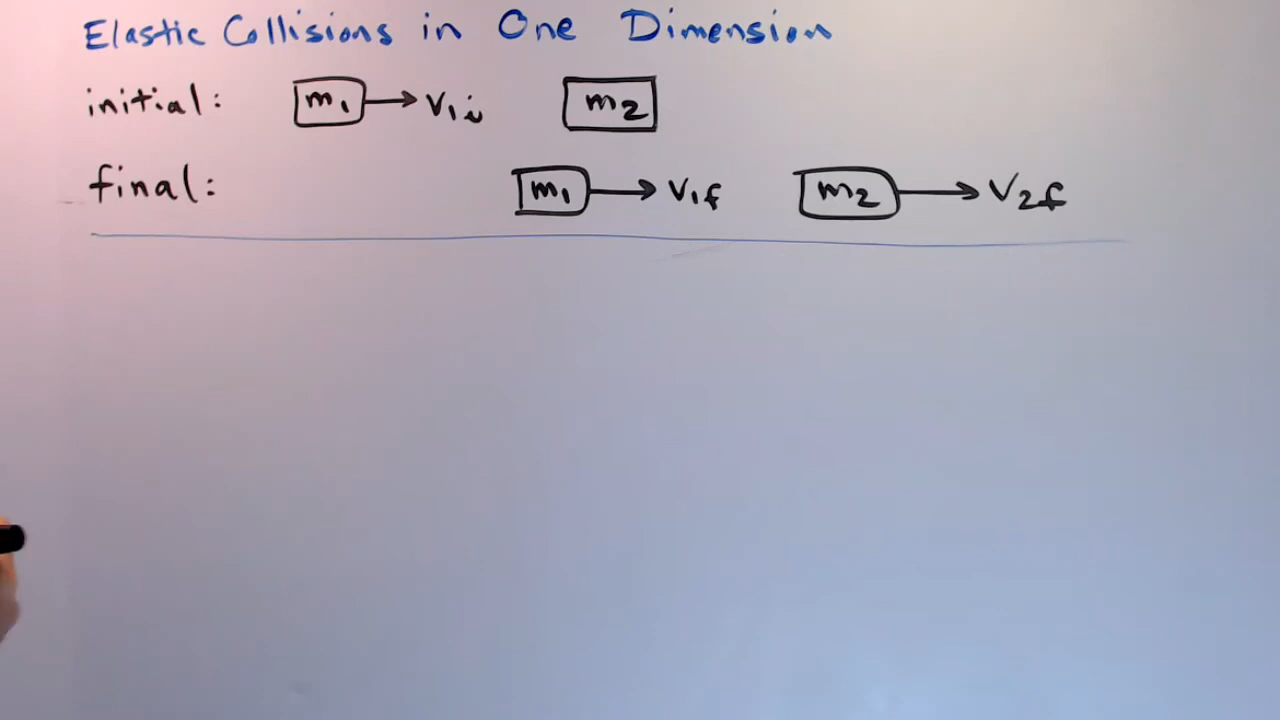 Elastic Collisions in One Dimension
initial: m₁ → v₁ᵢ m₂
final: m₁ → v₁f m₂ → v₂f